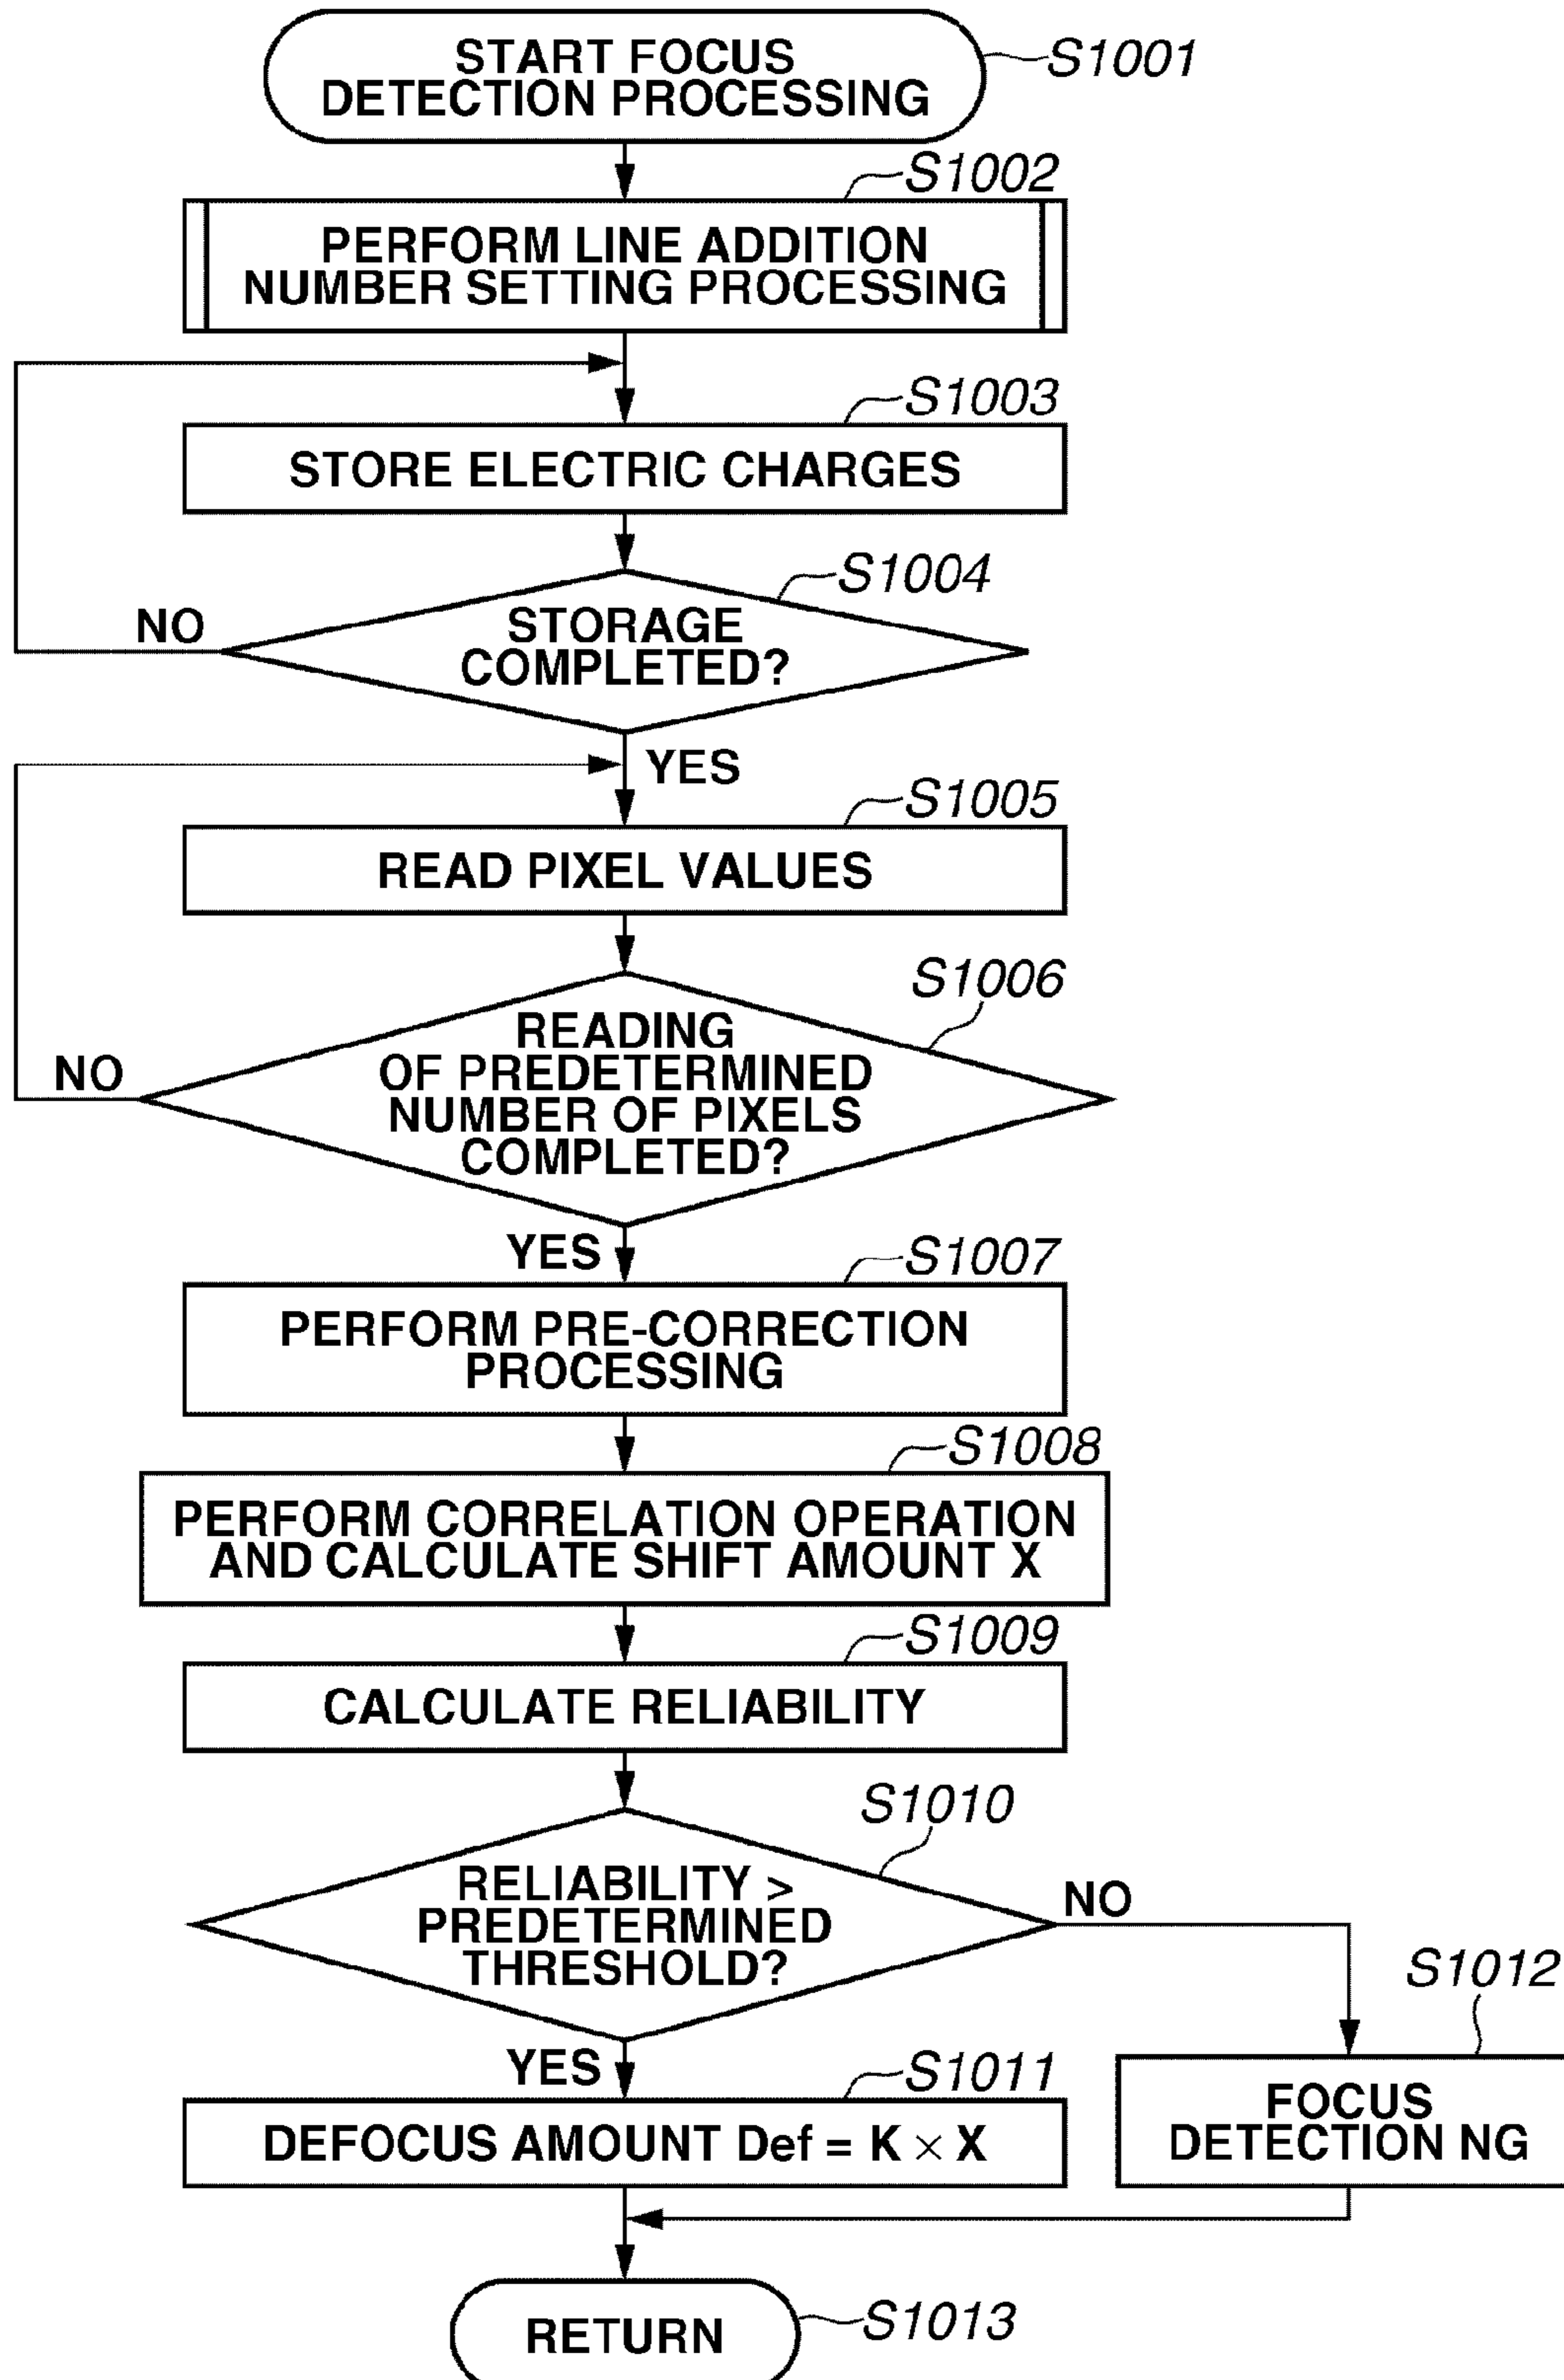 START FOCUS
DETECTION PROCESSING
S1001
S1002
PERFORM LINE ADDITION
NUMBER SETTING PROCESSING
S1003
STORE ELECTRIC CHARGES
S1004
STORAGE
COMPLETED?
NO
YES
S1005
READ PIXEL VALUES
S1006
READING
OF PREDETERMINED
NUMBER OF PIXELS
COMPLETED?
NO
YES
S1007
PERFORM PRE-CORRECTION
PROCESSING
S1008
PERFORM CORRELATION OPERATION
AND CALCULATE SHIFT AMOUNT X
S1009
CALCULATE RELIABILITY
S1010
RELIABILITY >
PREDETERMINED
THRESHOLD?
NO
YES
S1011
DEFOCUS AMOUNT Def = K × X
S1012
FOCUS
DETECTION NG
RETURN
S1013